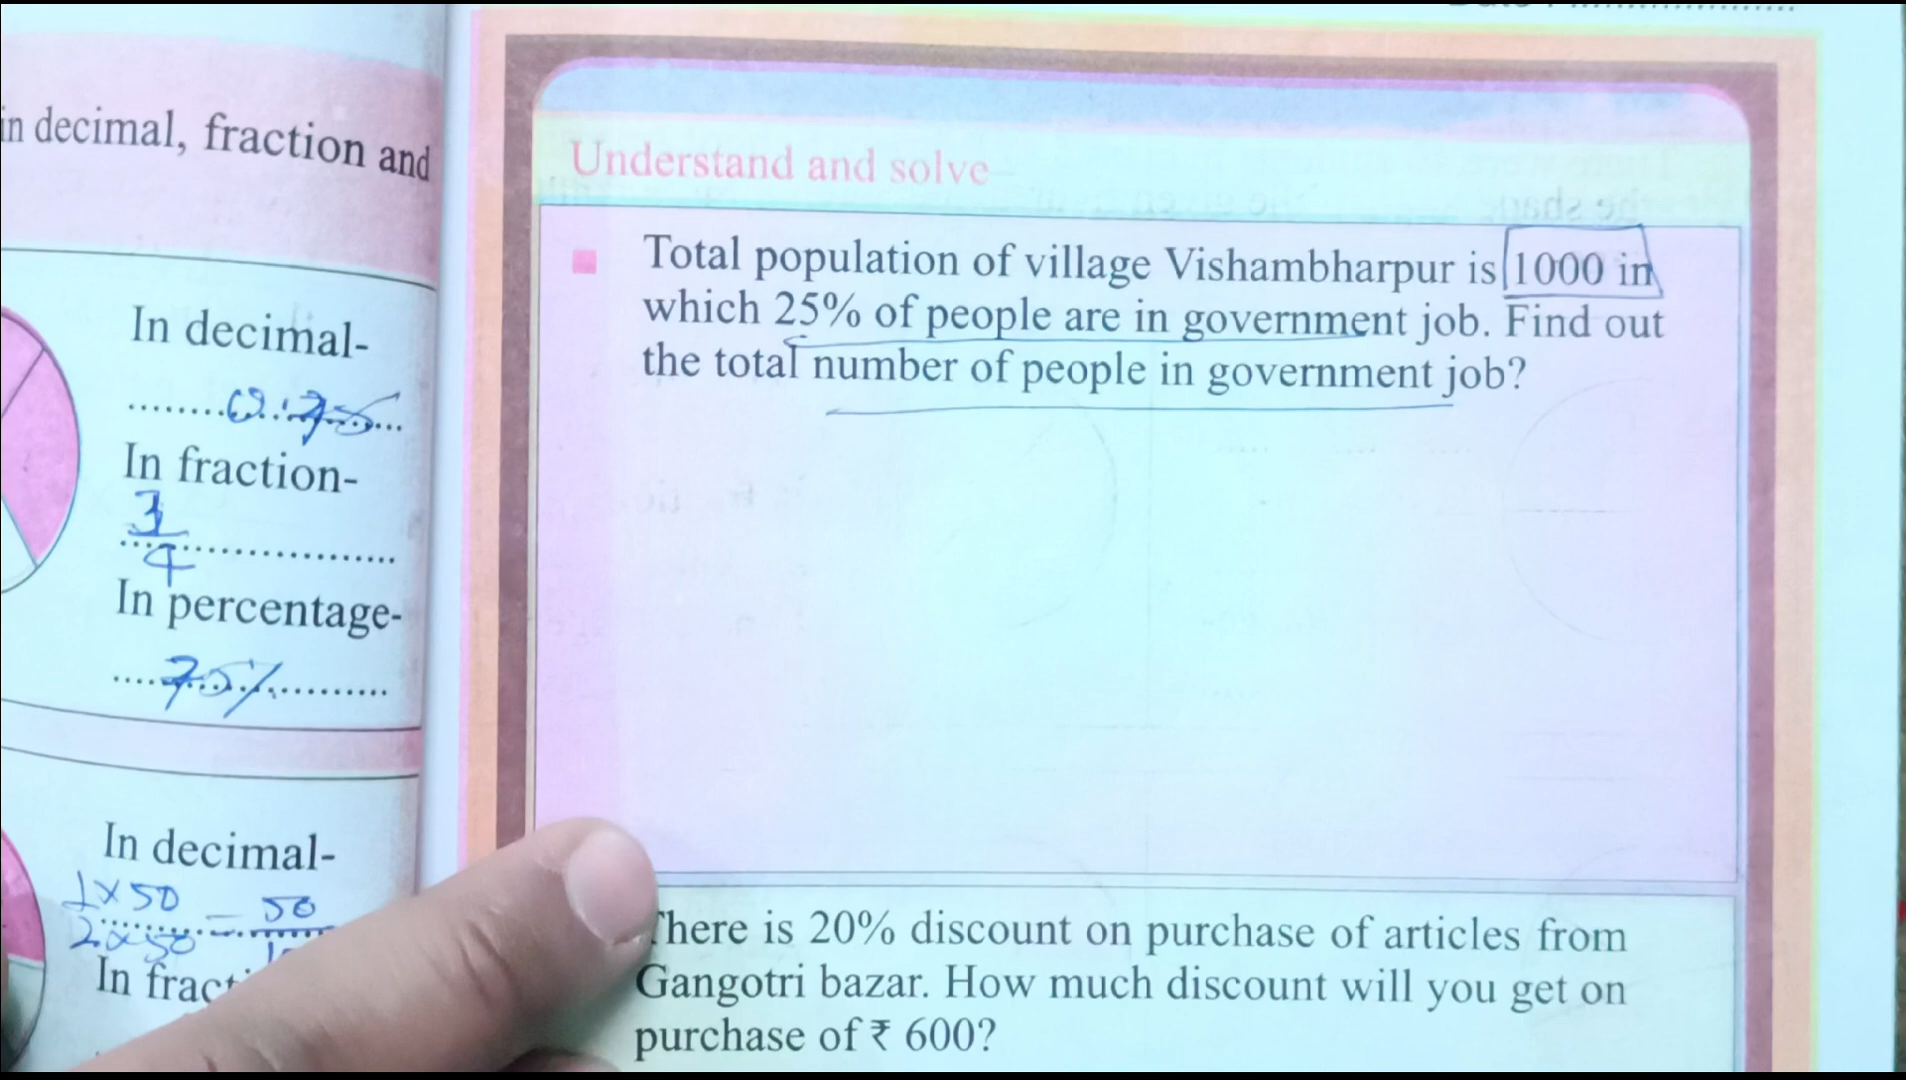 in decimal, fraction and
In decimal-
0.75
In fraction-
3
4
In percentage-
75%
In decimal-
1×50 = 50
2×50
In fract
Understand and solve
Total population of village Vishambharpur is 1000 in
which 25% of people are in government job. Find out
the total number of people in government job?
There is 20% discount on purchase of articles from
Gangotri bazar. How much discount will you get on
purchase of ₹ 600?